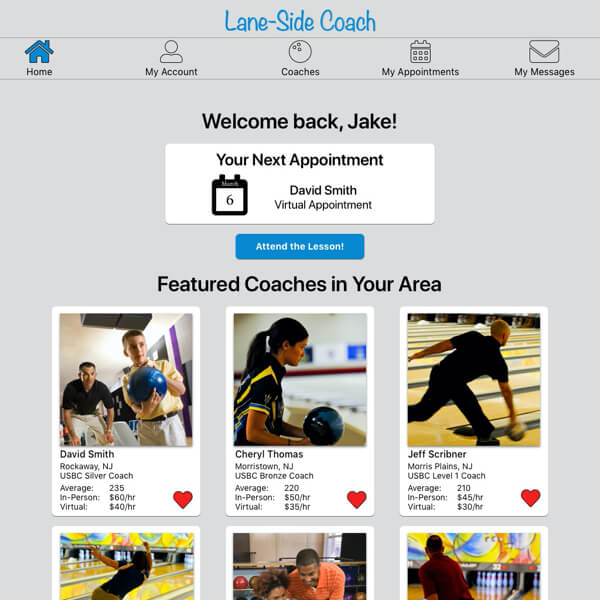 Lane-Side Coach
Home
My Account
Coaches
My Appointments
My Messages
Welcome back, Jake!
Your Next Appointment
March
6
David Smith
Virtual Appointment
Attend the Lesson!
Featured Coaches in Your Area
David Smith
Rockaway, NJ
USBC Silver Coach
Average: 235
In-Person: $60/hr
Virtual: $40/hr
Cheryl Thomas
Morristown, NJ
USBC Bronze Coach
Average: 220
In-Person: $50/hr
Virtual: $35/hr
Jeff Scribner
Morris Plains, NJ
USBC Level 1 Coach
Average: 210
In-Person: $45/hr
Virtual: $30/hr
32